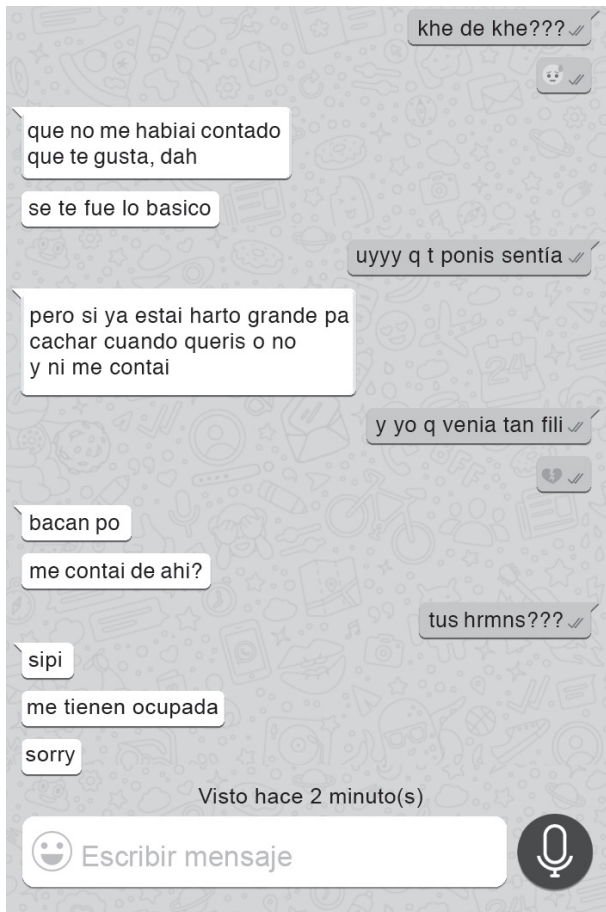 khe de khe???
que no me habiai contado
que te gusta, dah
se te fue lo basico
uyyy q t ponis sentía
pero si ya estai harto grande pa
cachar cuando queris o no
y ni me contai
y yo q venia tan fili
bacan po
me contai de ahi?
tus hrmns???
sipi
me tienen ocupada
sorry
Visto hace 2 minuto(s)
Escribir mensaje